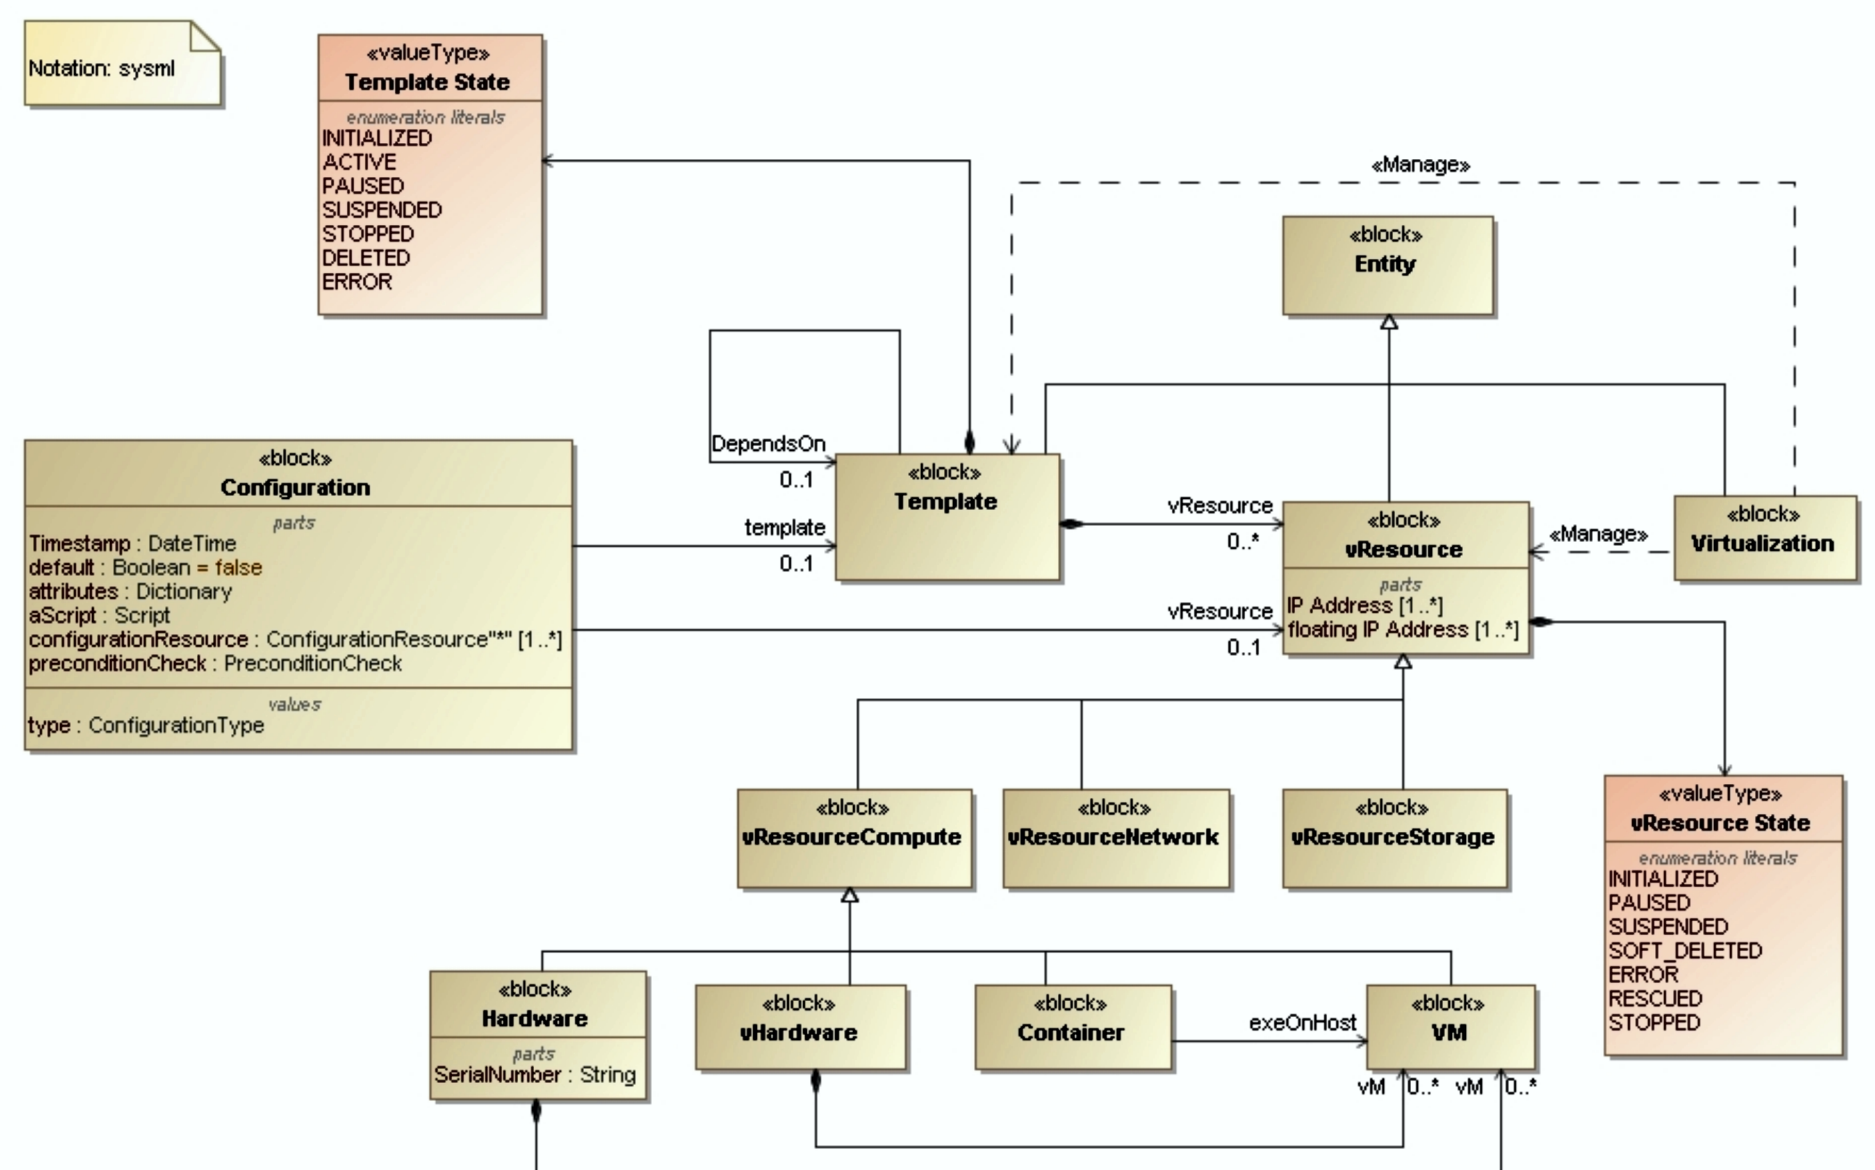 Notation: sysml
«valueType»
Template State
enumeration literals
INITIALIZED
ACTIVE
PAUSED
SUSPENDED
STOPPED
DELETED
ERROR
«Manage»
«block»
Entity
DependsOn
0..1
«block»
Configuration
parts
Timestamp : DateTime
default : Boolean = false
attributes : Dictionary
aScript : Script
configurationResource : ConfigurationResource"*" [1..*]
preconditionCheck : PreconditionCheck
values
type : ConfigurationType
template
0..1
«block»
Template
vResource
0..*
vResource
0..1
«block»
vResource
parts
IP Address [1..*]
floating IP Address [1..*]
«Manage»
«block»
Virtualization
«block»
vResourceCompute
«block»
vResourceNetwork
«block»
vResourceStorage
«valueType»
vResource State
enumeration literals
INITIALIZED
PAUSED
SUSPENDED
SOFT_DELETED
ERROR
RESCUED
STOPPED
«block»
Hardware
parts
SerialNumber : String
«block»
vHardware
«block»
Container
exeOnHost
«block»
VM
vM 0..* vM 0..*